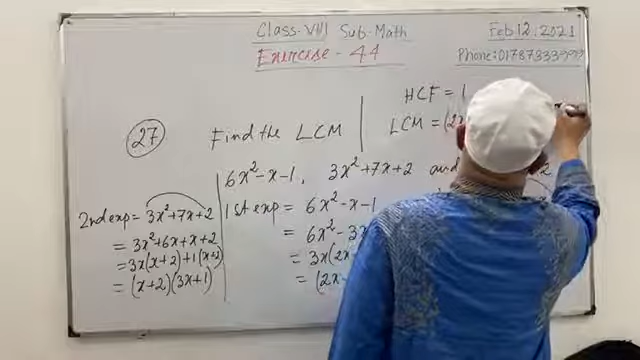 Class-VIII Sub-Math
Exercise - 44
Feb 12, 2021
HCF = 1
LCM = (2x
27 Find the LCM
6x²-x-1, 3x²+7x+2 and
2nd exp = 3x²+7x+2
= 3x²+6x+x+2
= 3x(x+2)+1(x+2)
= (x+2)(3x+1)
1st exp = 6x²-x-1
= 6x²-3x
= 3x(2x
= (2x-